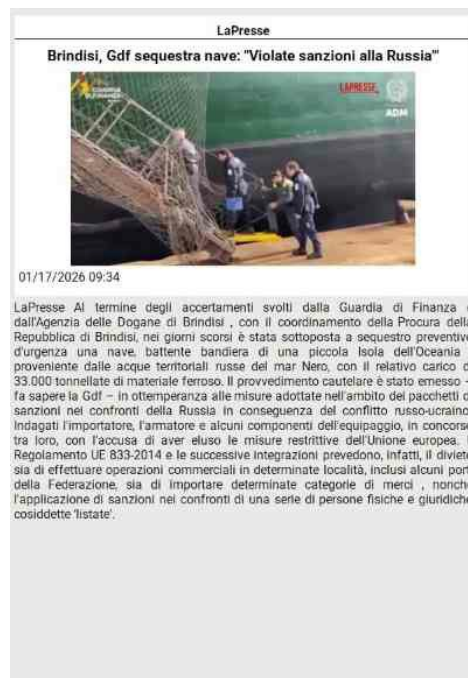 LaPresse
Brindisi, Gdf sequestra nave: "Violate sanzioni alla Russia"'
GUARDIA
DI FINANZA
LAPRESSE
ADM
01/17/2026 09:34
LaPresse Al termine degli accertamenti svolti dalla Guardia di Finanza
dall'Agenzia delle Dogane di Brindisi , con il coordinamento della Procura della
Repubblica di Brindisi, nei giorni scorsi è stata sottoposta a sequestro preventivo
d'urgenza una nave, battente bandiera di una piccola Isola dell'Oceania
proveniente dalle acque territoriali russe del mar Nero, con il relativo carico d
33.000 tonnellate di materiale ferroso. Il provvedimento cautelare è stato emesso –
fa sapere la Gdf – in ottemperanza alle misure adottate nell'ambito dei pacchetti d
sanzioni nei confronti della Russia in conseguenza del conflitto russo-ucraino.
Indagati l'importatore, l'armatore e alcuni componenti dell'equipaggio, in concorso
tra loro, con l'accusa di aver eluso le misure restrittive dell'Unione europea.
Regolamento UE 833-2014 e le successive integrazioni prevedono, infatti, il divieto
sia di effettuare operazioni commerciali in determinate località, inclusi alcuni port
della Federazione, sia di importare determinate categorie di merci , nonché
l'applicazione di sanzioni nei confronti di una serie di persone fisiche e giuridiche
cosiddette 'listate'.